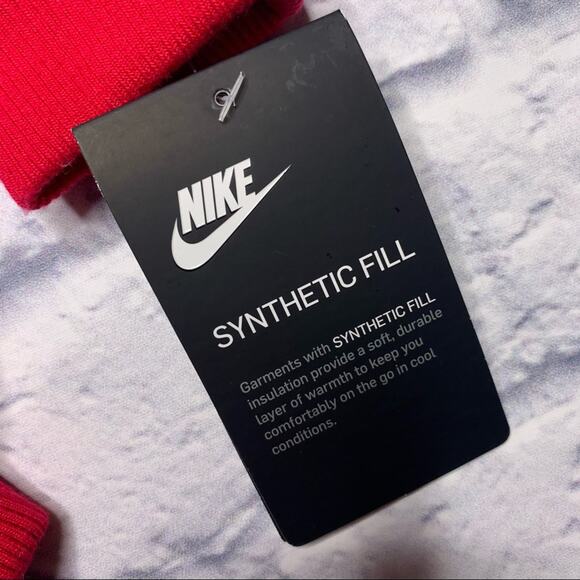 NIKE
SYNTHETIC FILL
Garments with SYNTHETIC FILL
insulation provide a soft, durable
layer of warmth to keep you
comfortably on the go in cool
conditions.